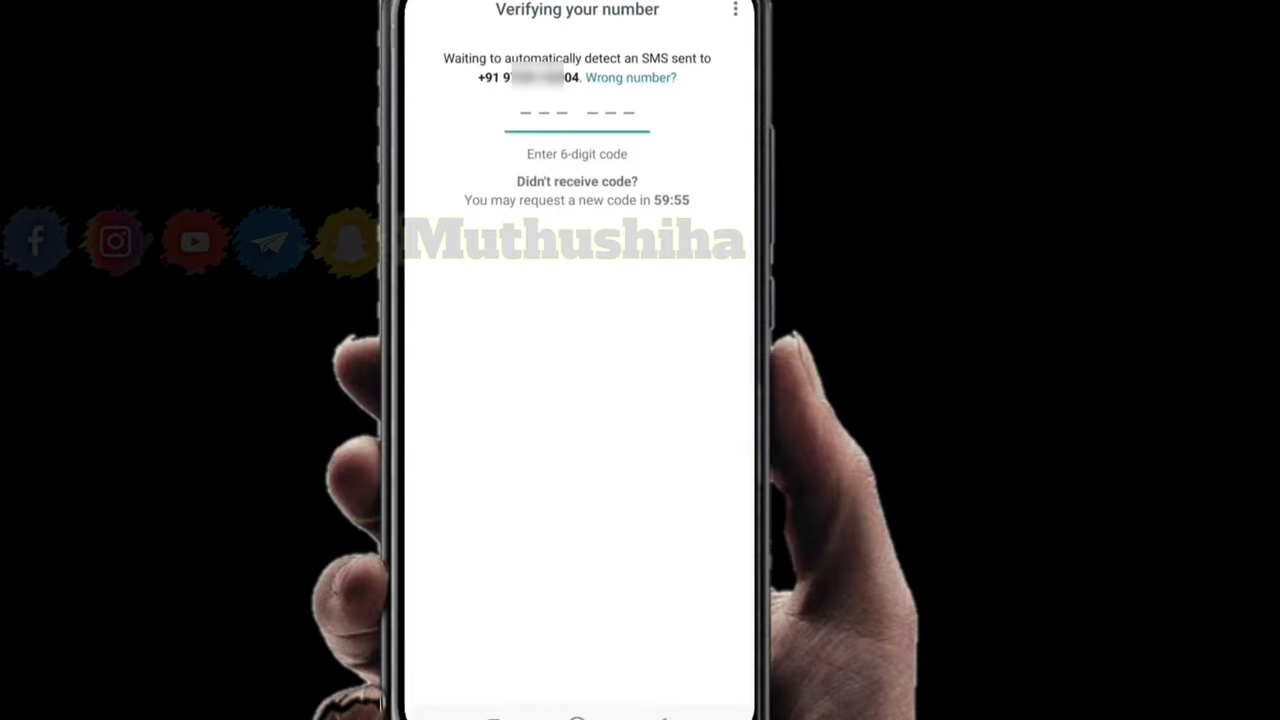 Verifying your number
Waiting to automatically detect an SMS sent to
+91 9 04. Wrong number?
Enter 6-digit code
Didn't receive code?
You may request a new code in 59:55
Muthushiha